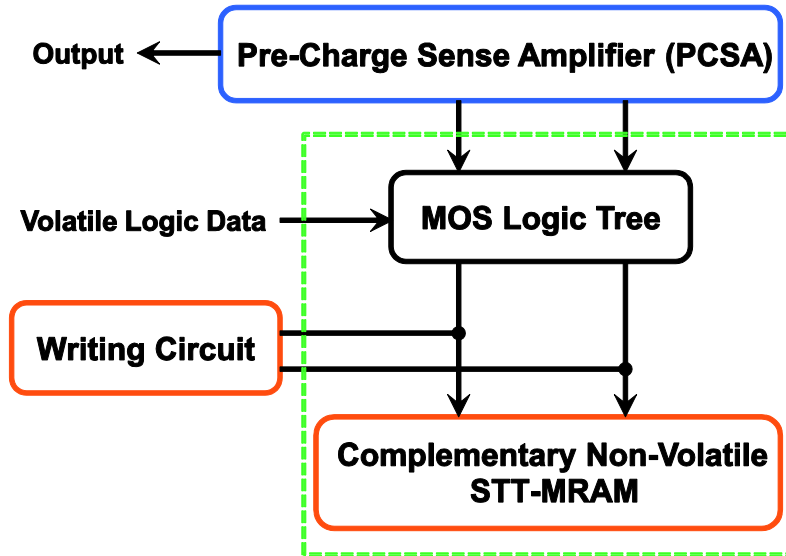 Output
Pre-Charge Sense Amplifier (PCSA)
Volatile Logic Data
MOS Logic Tree
Writing Circuit
Complementary Non-Volatile
STT-MRAM